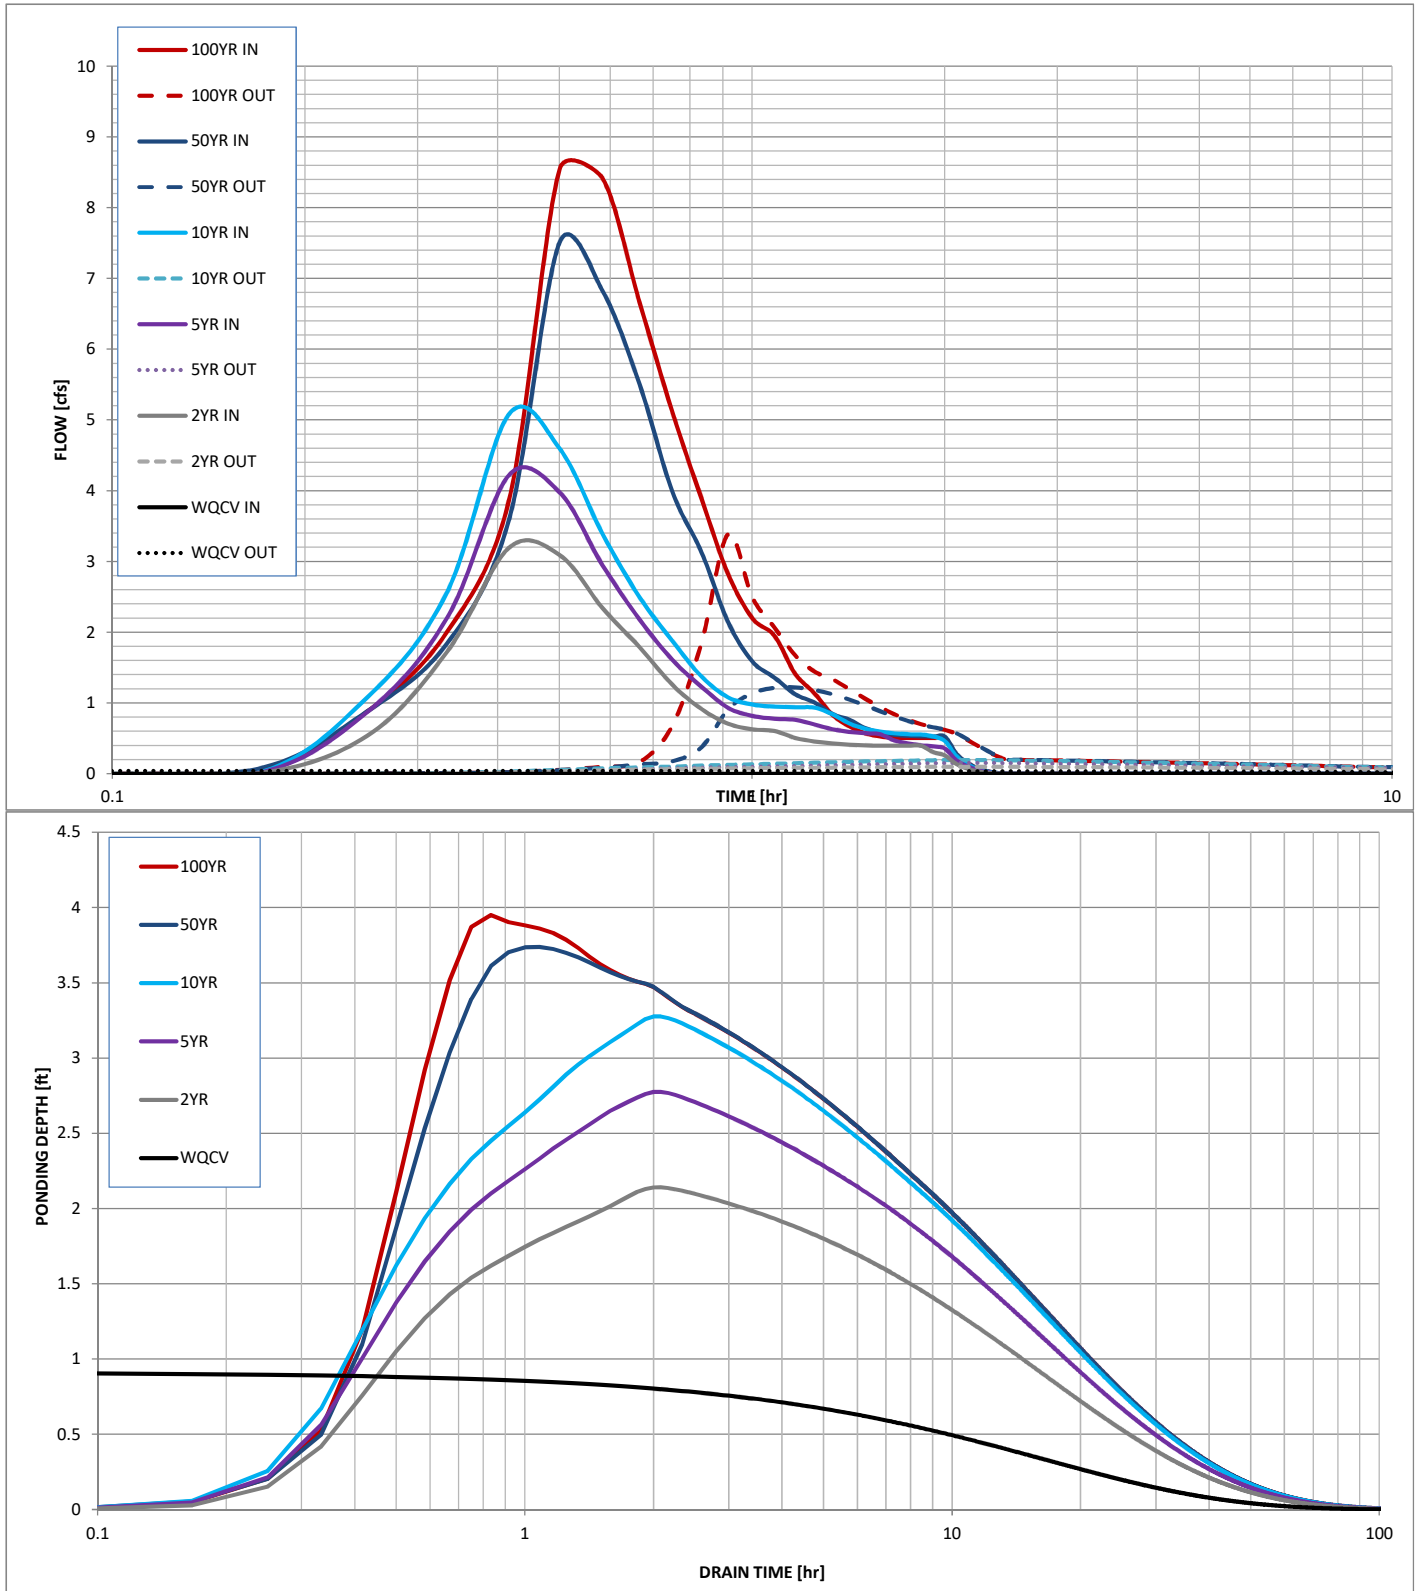 100YR IN
100YR OUT
50YR IN
50YR OUT
10YR IN
10YR OUT
5YR IN
5YR OUT
2YR IN
2YR OUT
WQCV IN
WQCV OUT
10
9
8
7
6
5
4
3
2
1
0
FLOW [cfs]
0.1
1
10
TIME [hr]
100YR
50YR
10YR
5YR
2YR
WQCV
4.5
4
3.5
3
2.5
2
1.5
1
0.5
0
PONDING DEPTH [ft]
0.1
1
10
100
DRAIN TIME [hr]